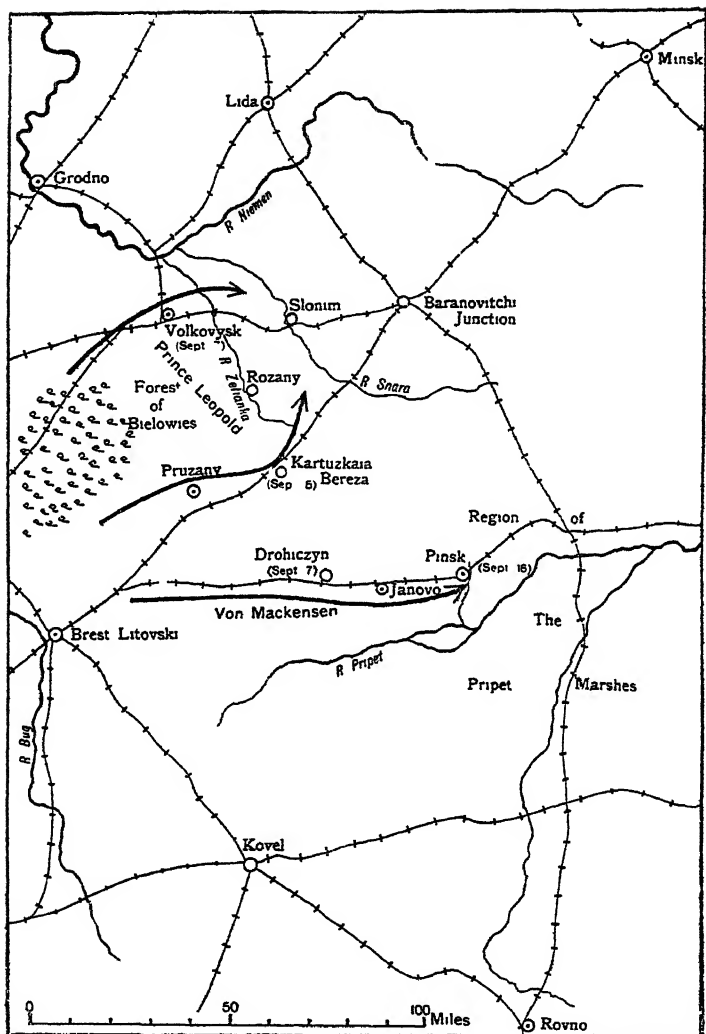 Minsk
Lida
Grodno
R Niemen
Slonim
Baranovitchi
Junction
Volkovysk
(Sept 7)
Prince Leopold
R Zelianka
Rozany
R Snara
Forest
of
Bielowies
Kartuzkaia
Bereza
(Sep 5)
Pruzany
Region of
Drohiczyn
(Sept 7)
Pinsk
(Sept 16)
Janovo
Von Mackensen
The
Brest Litovski
R Pripet
Pripet Marshes
R Bug
Kovel
0 50 100 Miles
Rovno